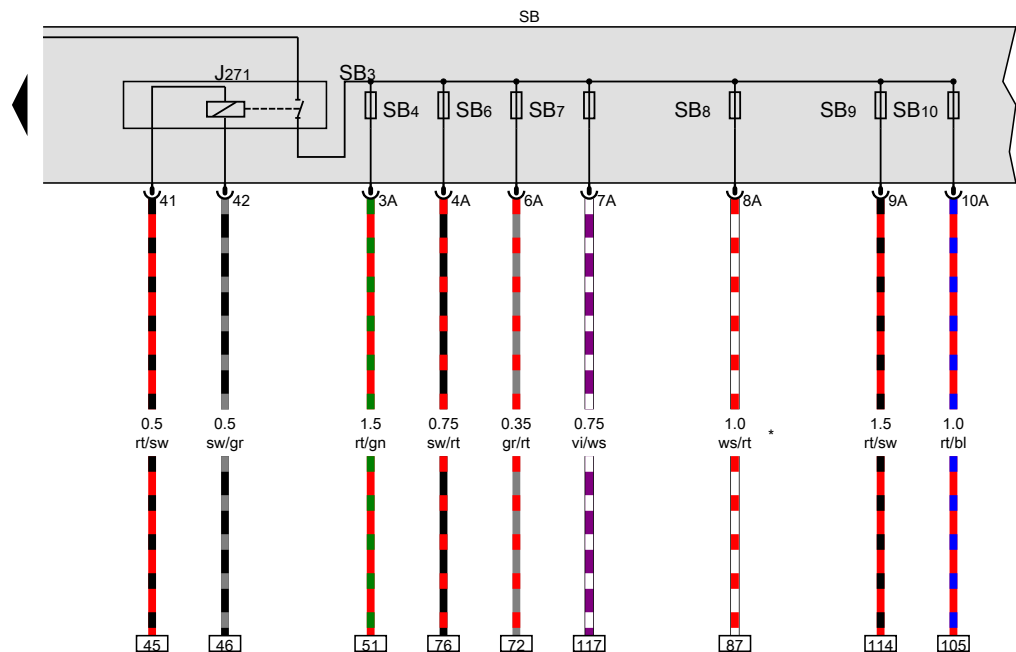 SB
J271
SB3
SB4
SB6
SB7
SB8
SB9
SB10
41
42
3A
4A
6A
7A
8A
9A
10A
0.5
rt/sw
0.5
sw/gr
1.5
rt/gn
0.75
sw/rt
0.35
gr/rt
0.75
vi/ws
1.0
ws/rt
*
1.5
rt/sw
1.0
rt/bl
45
46
51
76
72
117
87
114
105